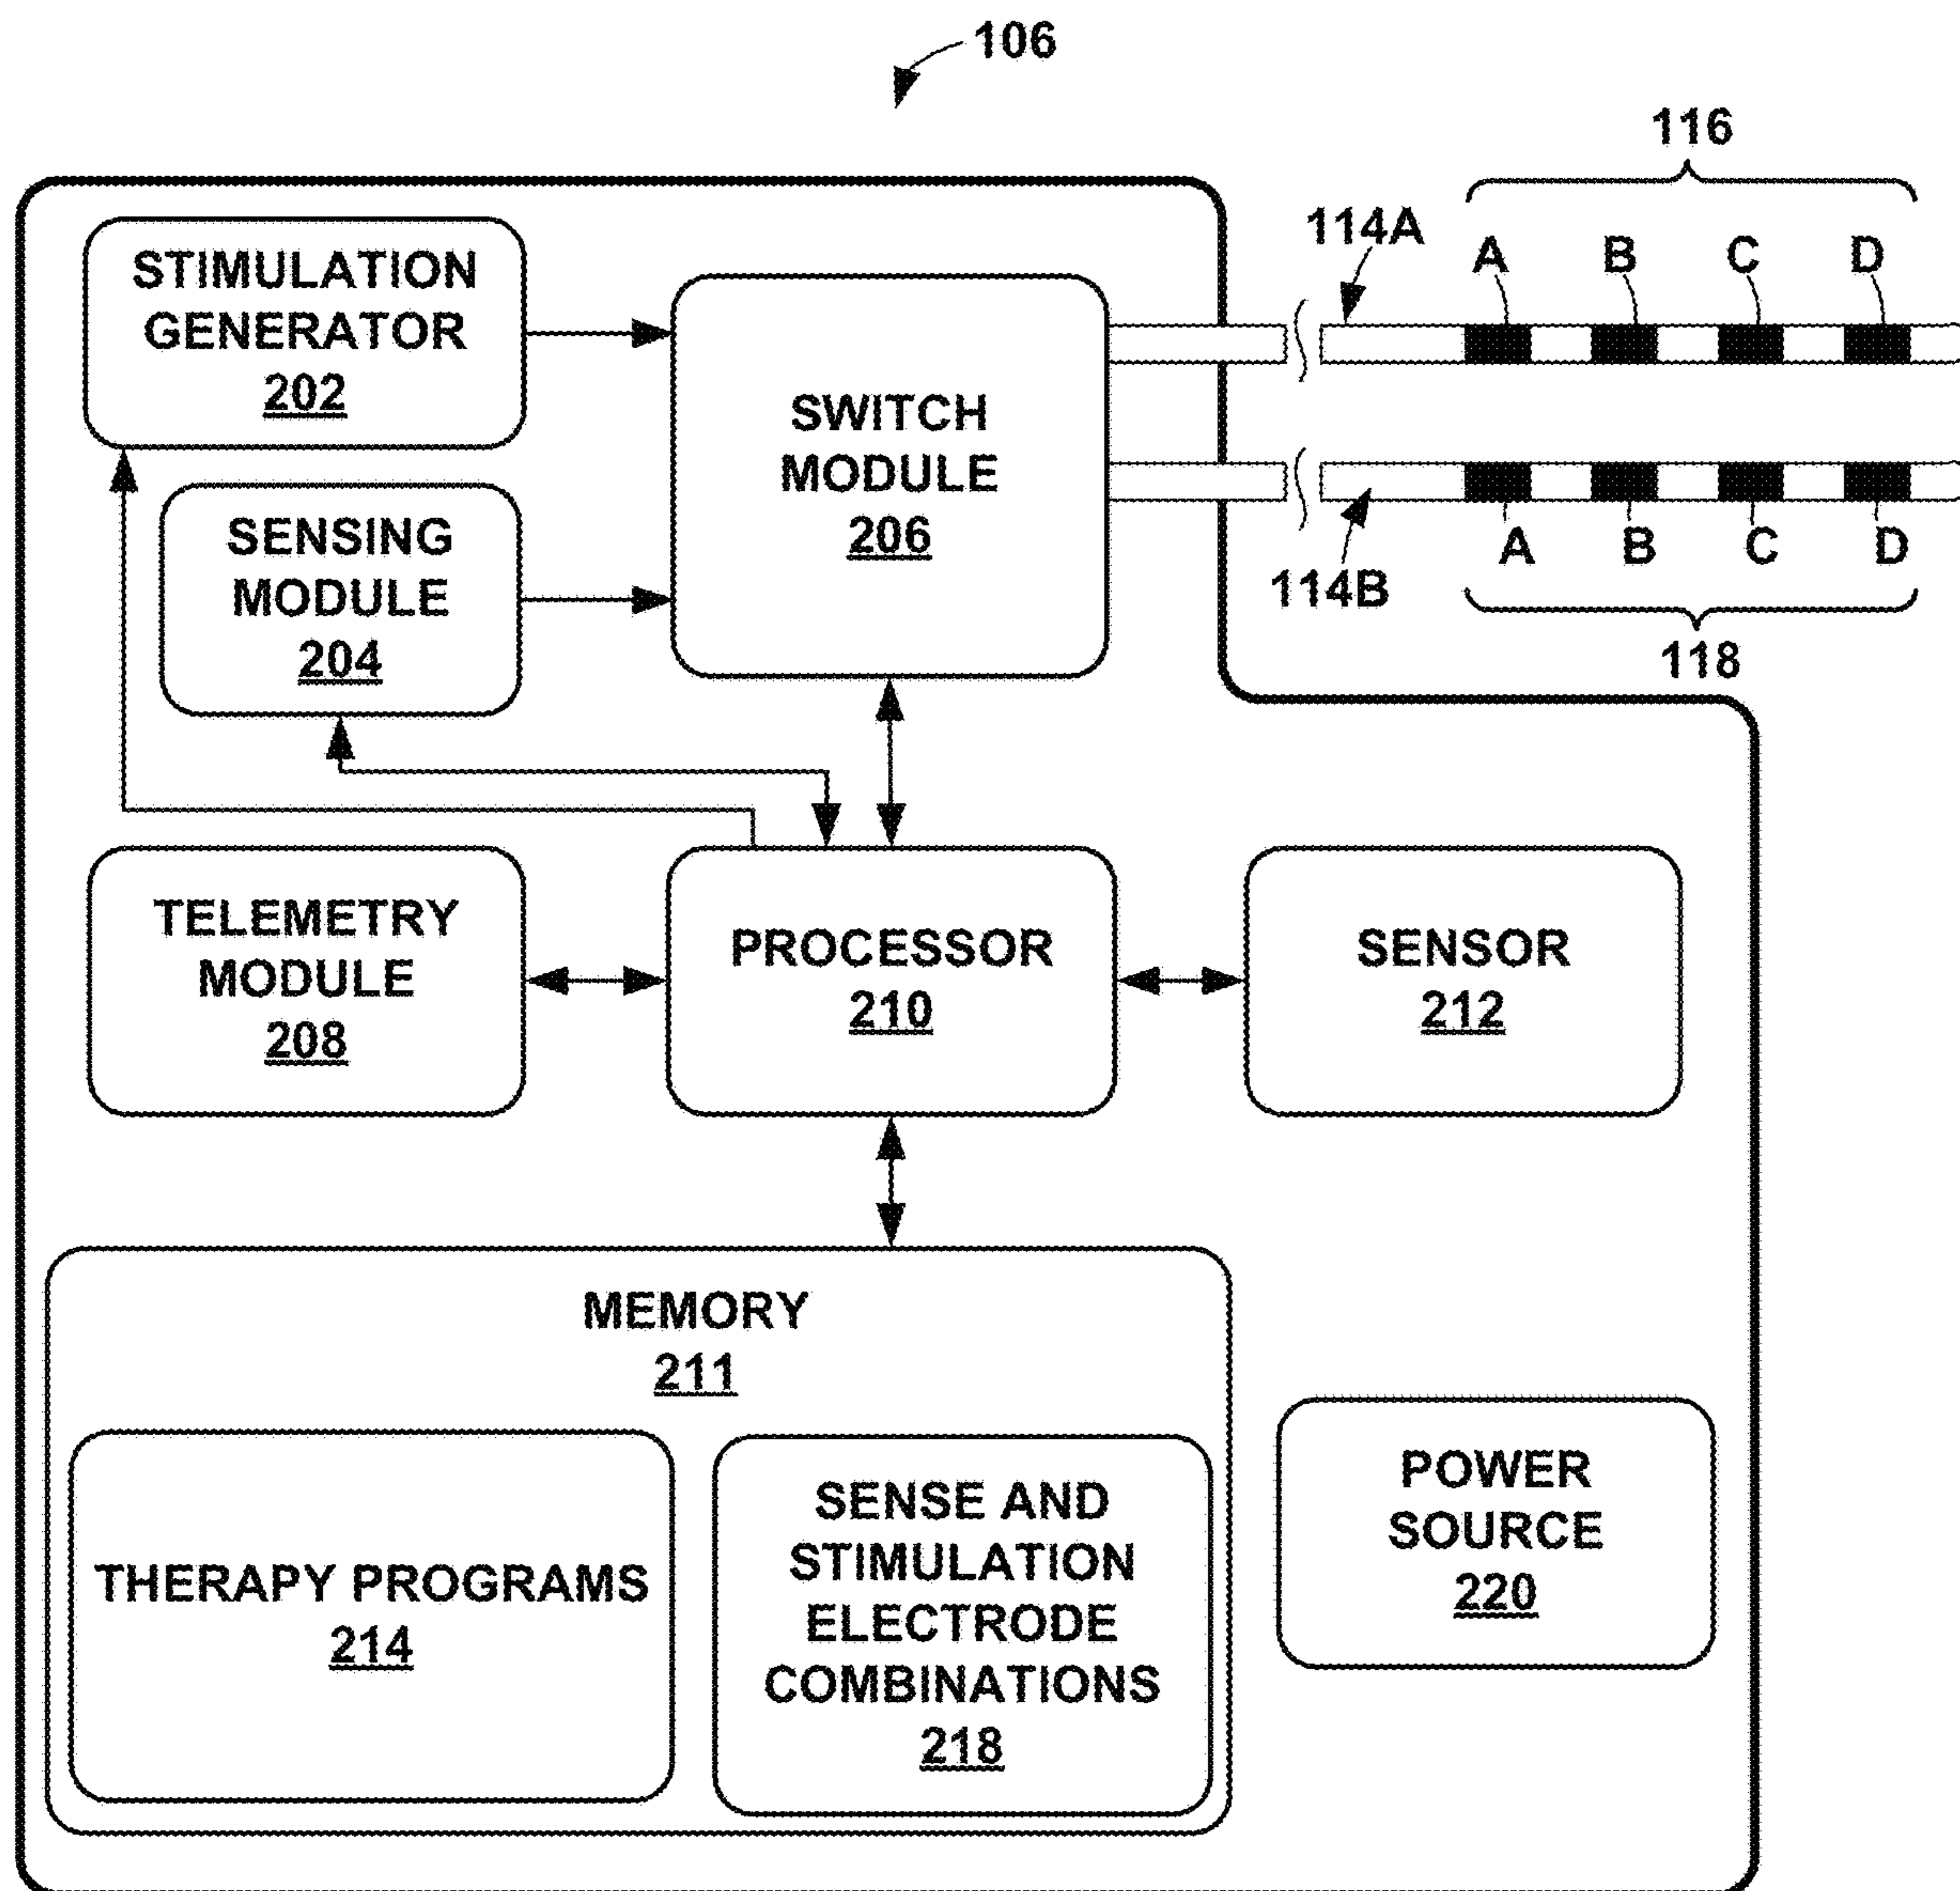 106
116
114A
A B C D
STIMULATION
GENERATOR
202
SWITCH
MODULE
206
SENSING
MODULE
204
A B C D
114B
118
TELEMETRY
MODULE
208
PROCESSOR
210
SENSOR
212
MEMORY
211
THERAPY PROGRAMS
214
SENSE AND
STIMULATION
ELECTRODE
COMBINATIONS
218
POWER
SOURCE
220